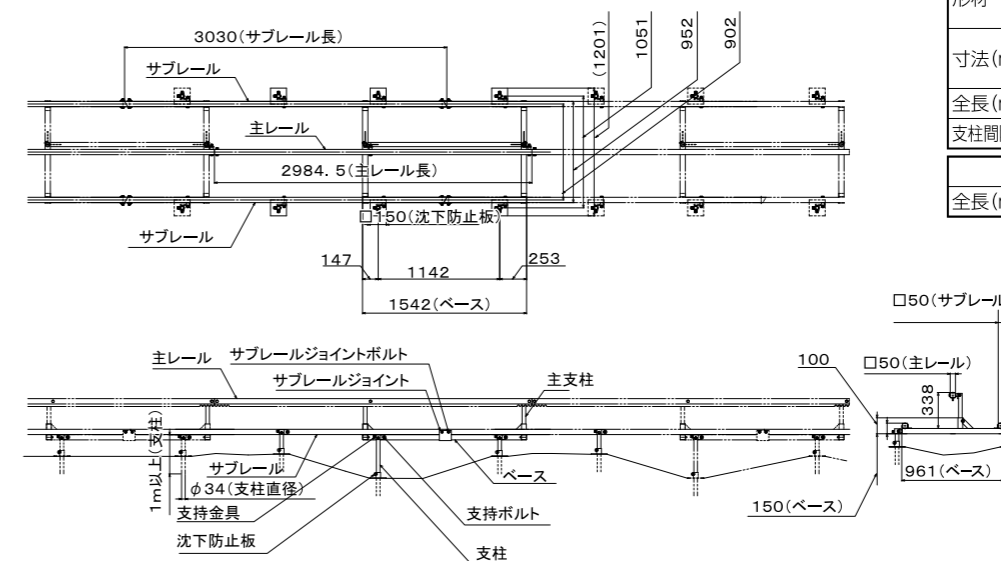 3030(サブレール長)
サブレール
主レール
2984.5(主レール長)
□150(沈下防止板)
サブレール
147
1142
253
1542(ベース)
(1201)
1051
952
902
形材
寸法(
全長(
支柱間
全長(
主レール
サブレールジョイントボルト
サブレールジョイント
主支柱
サブレール
ベース
1m以上(支柱)
φ34(支柱直径)
支持金具
沈下防止板
支持ボルト
支柱
□50(サブレール
100
□50(主レール)
338
961(ベース)
150(ベース)